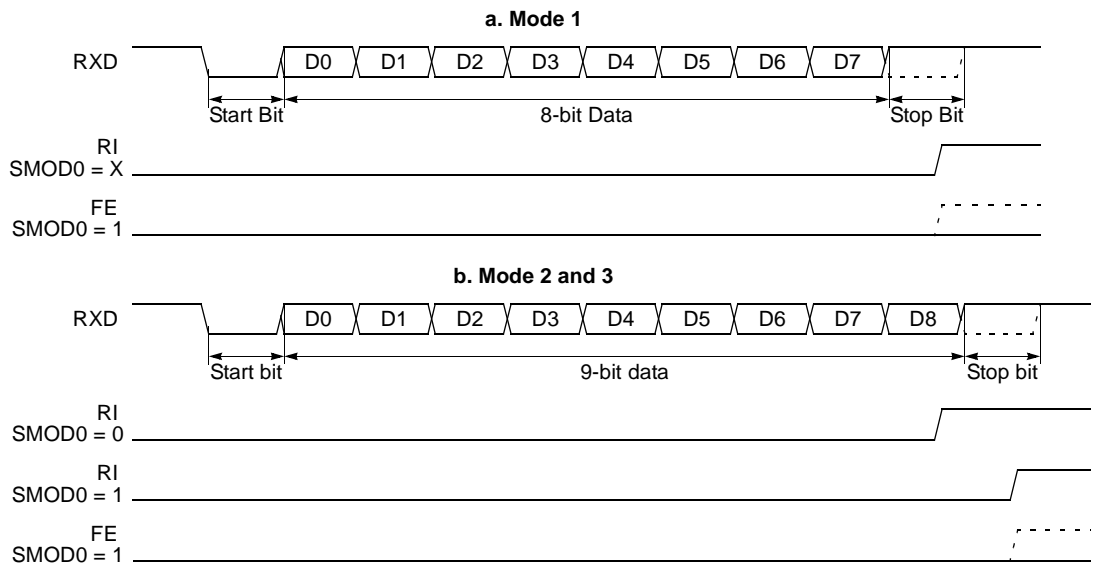 a. Mode 1
RXD D0 D1 D2 D3 D4 D5 D6 D7
Start Bit 8-bit Data Stop Bit
RI
SMOD0 = X
FE
SMOD0 = 1
b. Mode 2 and 3
RXD D0 D1 D2 D3 D4 D5 D6 D7 D8
Start bit 9-bit data Stop bit
RI
SMOD0 = 0
RI
SMOD0 = 1
FE
SMOD0 = 1